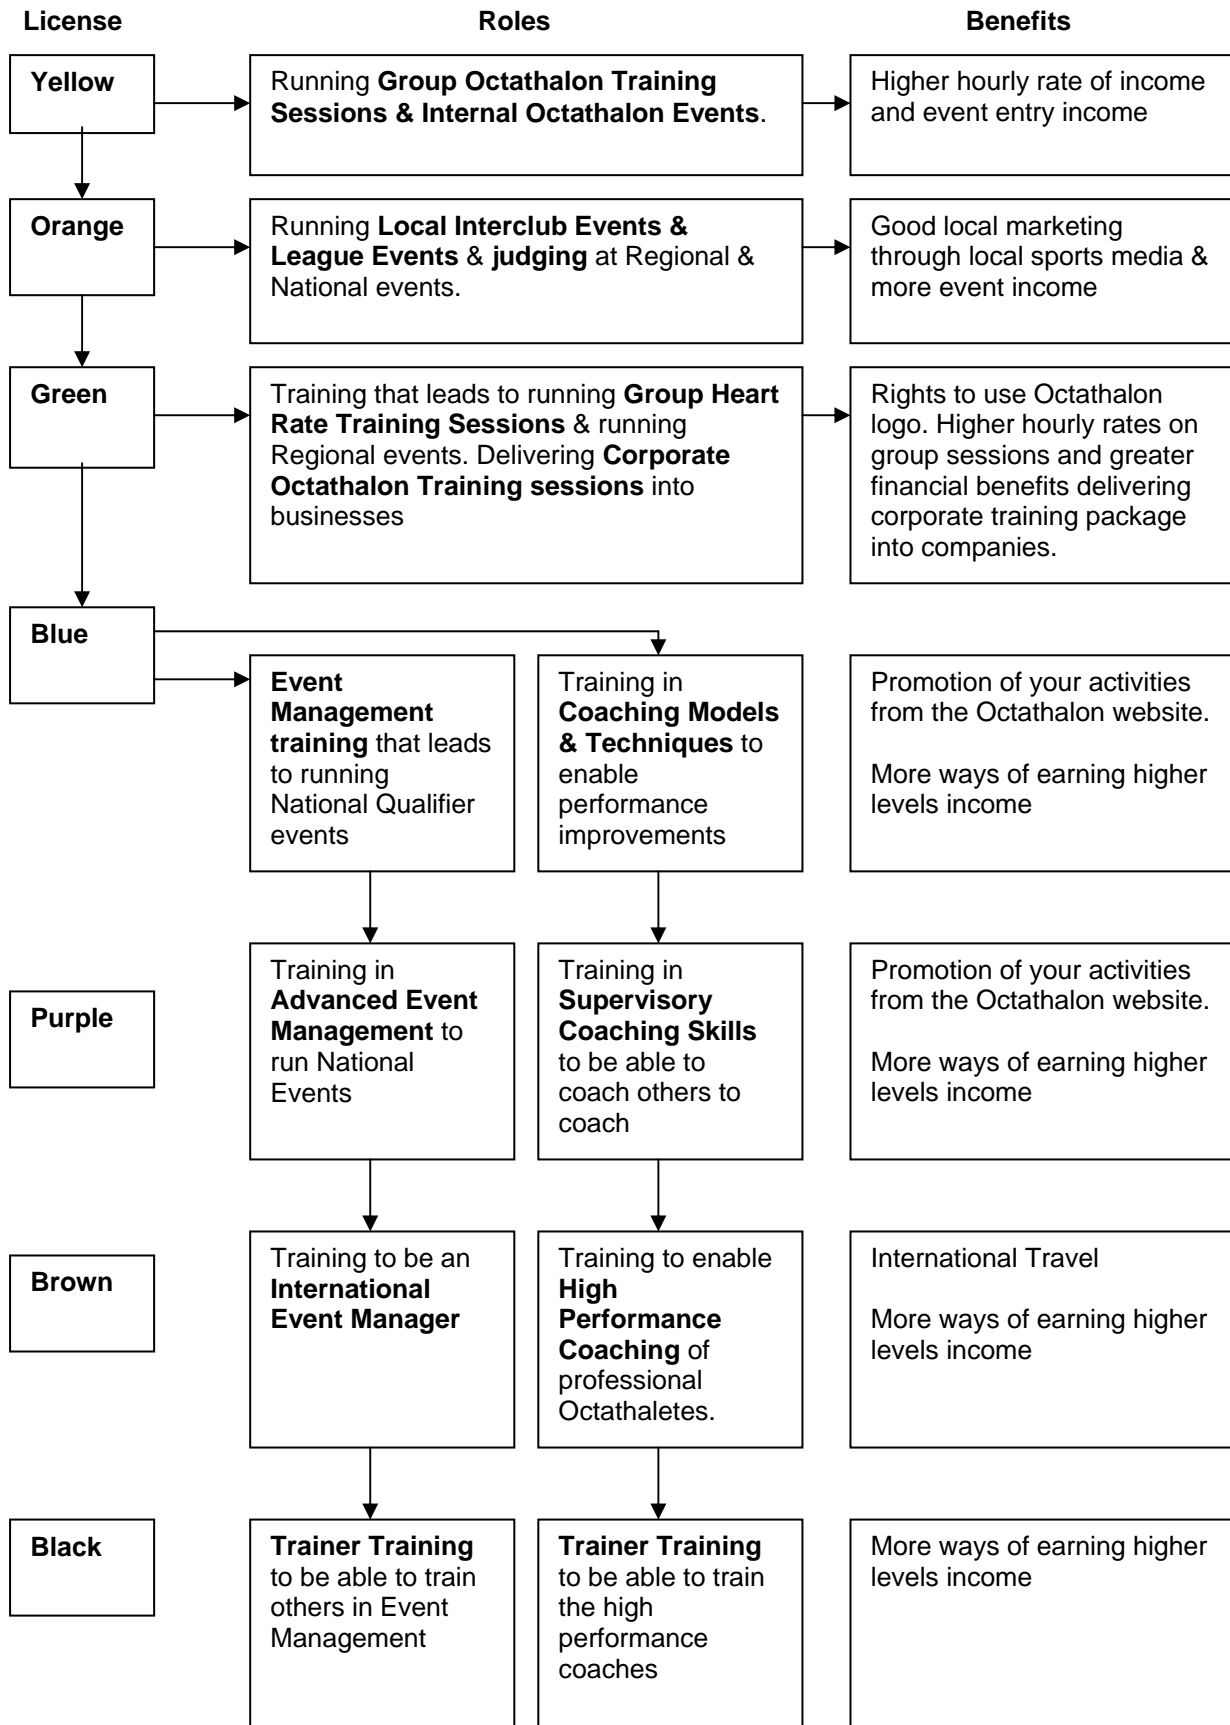 License
Roles
Benefits
Yellow
Running Group Octathalon Training
Sessions & Internal Octathalon Events.
Higher hourly rate of income
and event entry income
Orange
Running Local Interclub Events &
League Events & judging at Regional &
National events.
Good local marketing
through local sports media &
more event income
Green
Training that leads to running Group Heart
Rate Training Sessions & running
Regional events. Delivering Corporate
Octathalon Training sessions into
businesses
Rights to use Octathalon
logo. Higher hourly rates on
group sessions and greater
financial benefits delivering
corporate training package
into companies.
Blue
Event
Management
training that leads
to running
National Qualifier
events
Training in
Coaching Models
& Techniques to
enable
performance
improvements
Promotion of your activities
from the Octathalon website.
More ways of earning higher
levels income
Purple
Training in
Advanced Event
Management to
run National
Events
Training in
Supervisory
Coaching Skills
to be able to
coach others to
coach
Promotion of your activities
from the Octathalon website.
More ways of earning higher
levels income
Brown
Training to be an
International
Event Manager
Training to enable
High
Performance
Coaching of
professional
Octathaletes.
International Travel
More ways of earning higher
levels income
Black
Trainer Training
to be able to train
others in Event
Management
Trainer Training
to be able to train
the high
performance
coaches
More ways of earning higher
levels income